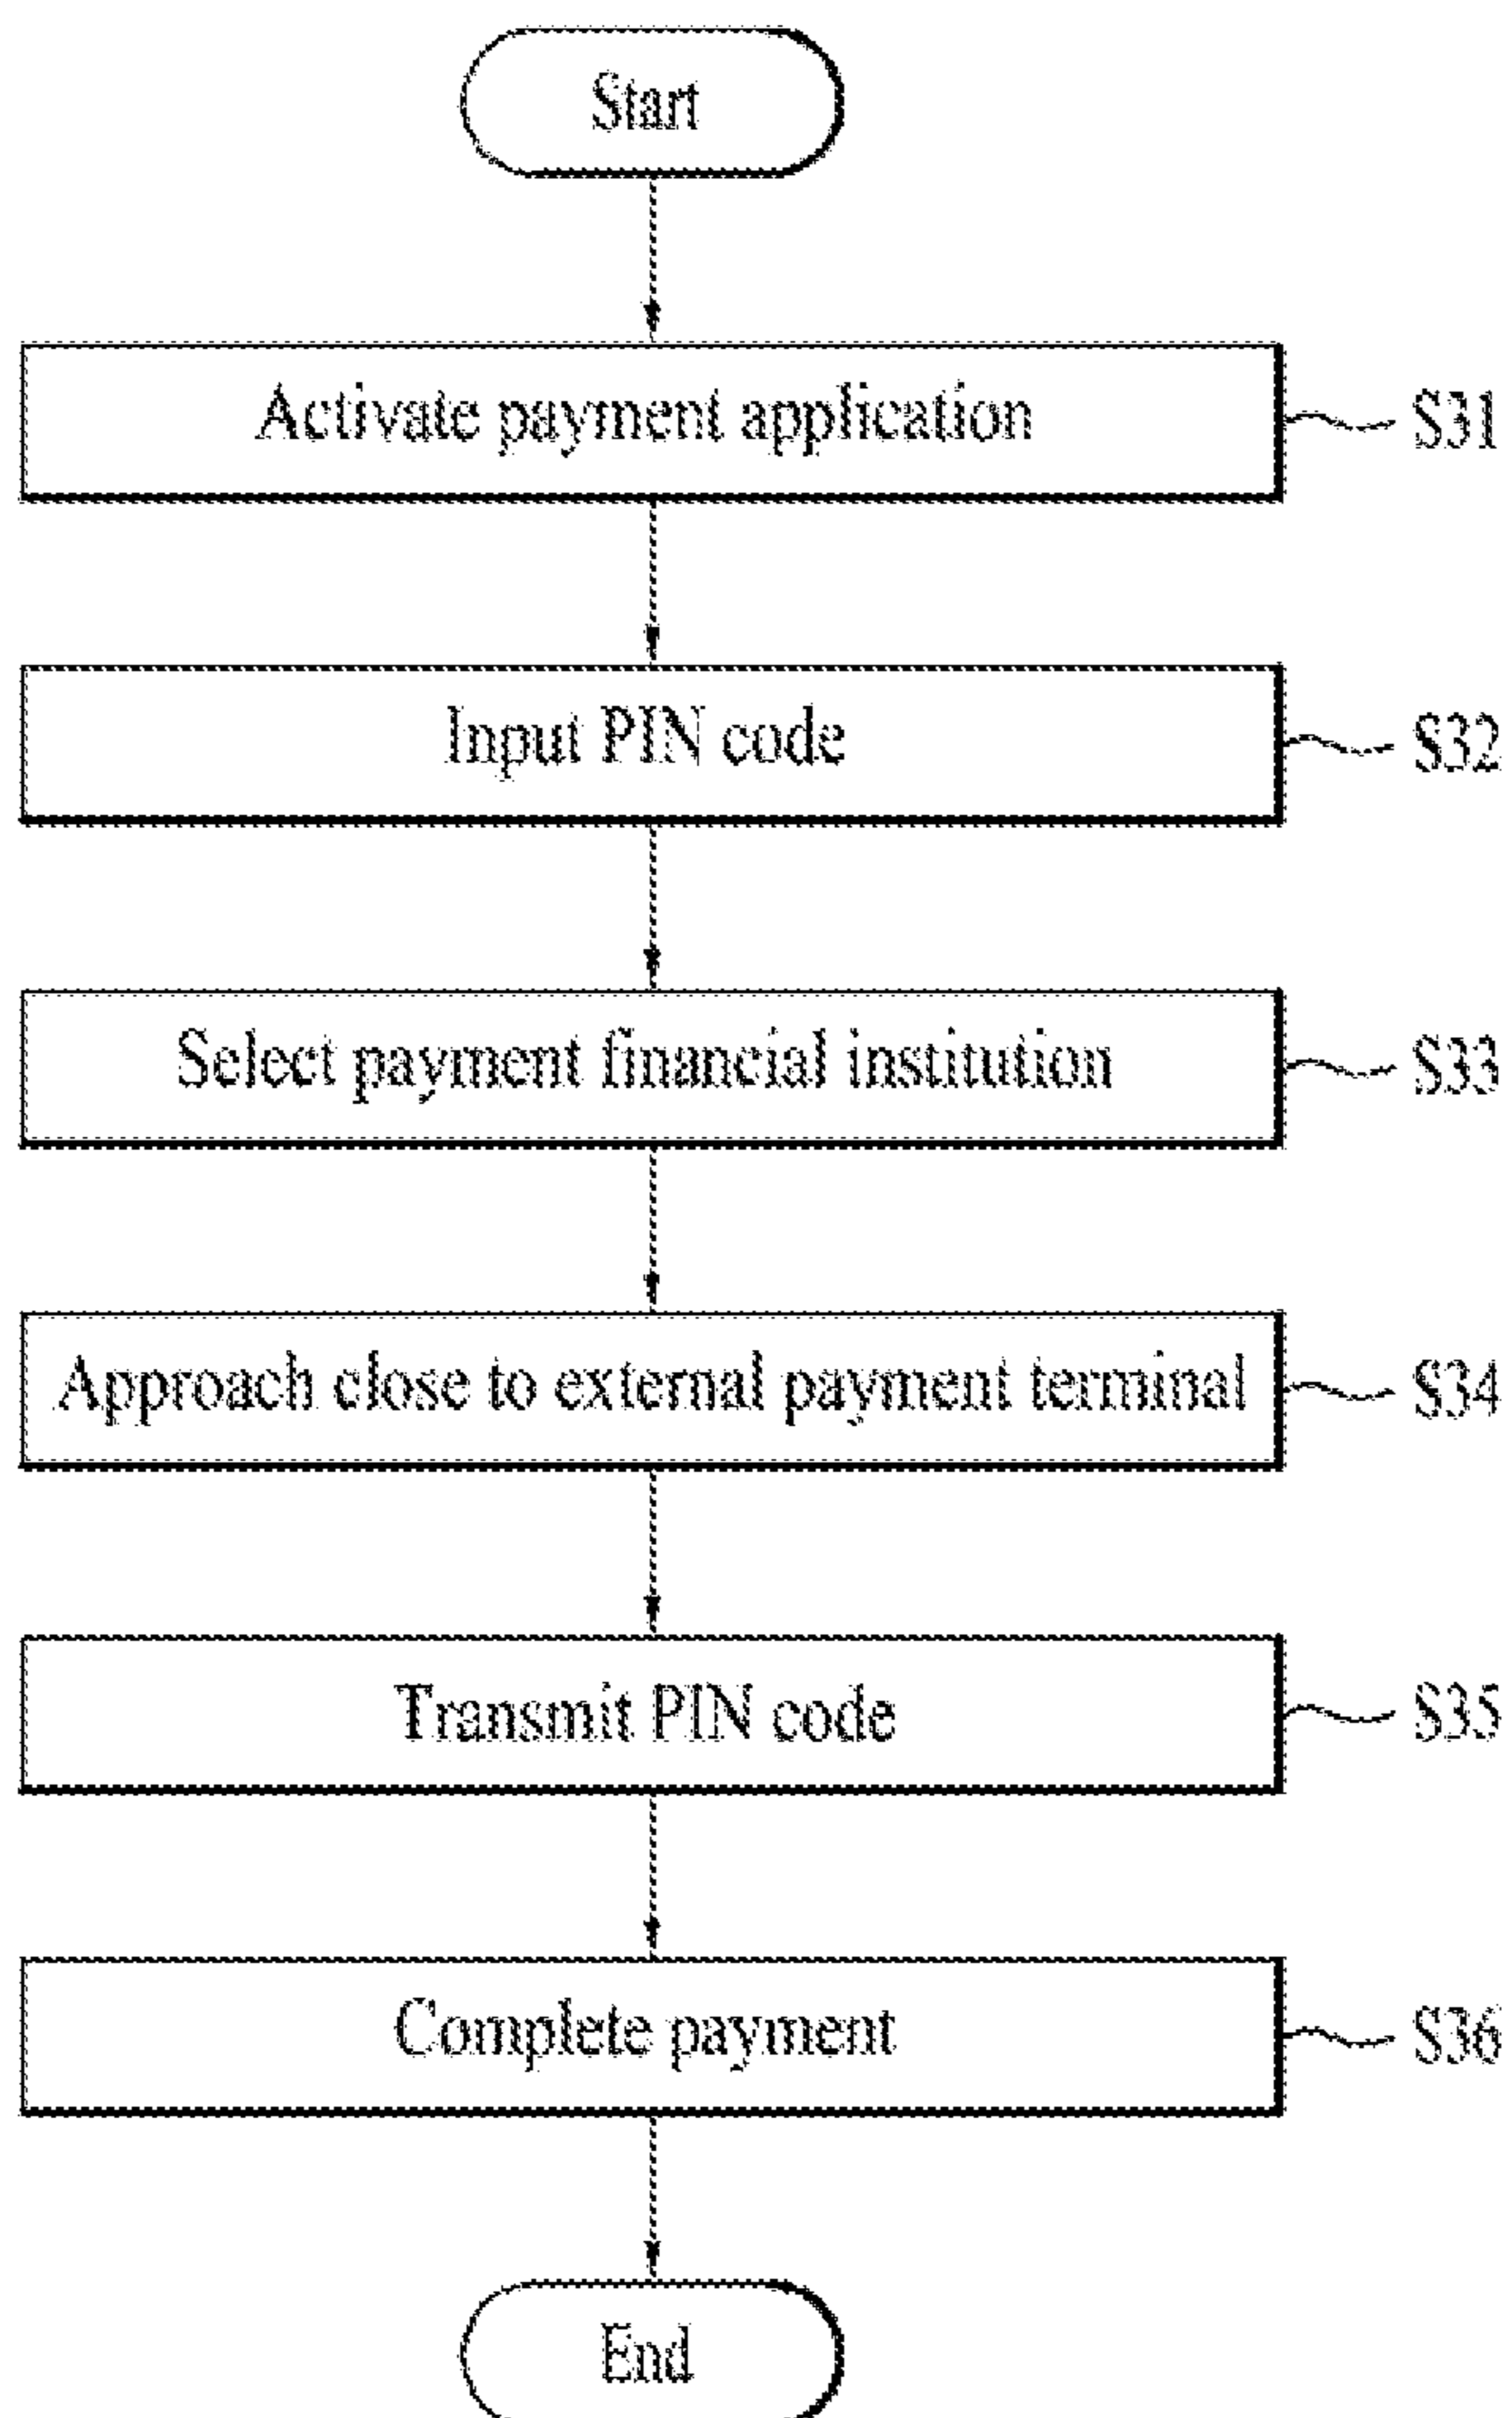 Start
Activate payment application
S31
Input PIN code
S32
Select payment financial institution
S33
Approach close to external payment terminal
S34
Transmit PIN code
S35
Complete payment
S36
End